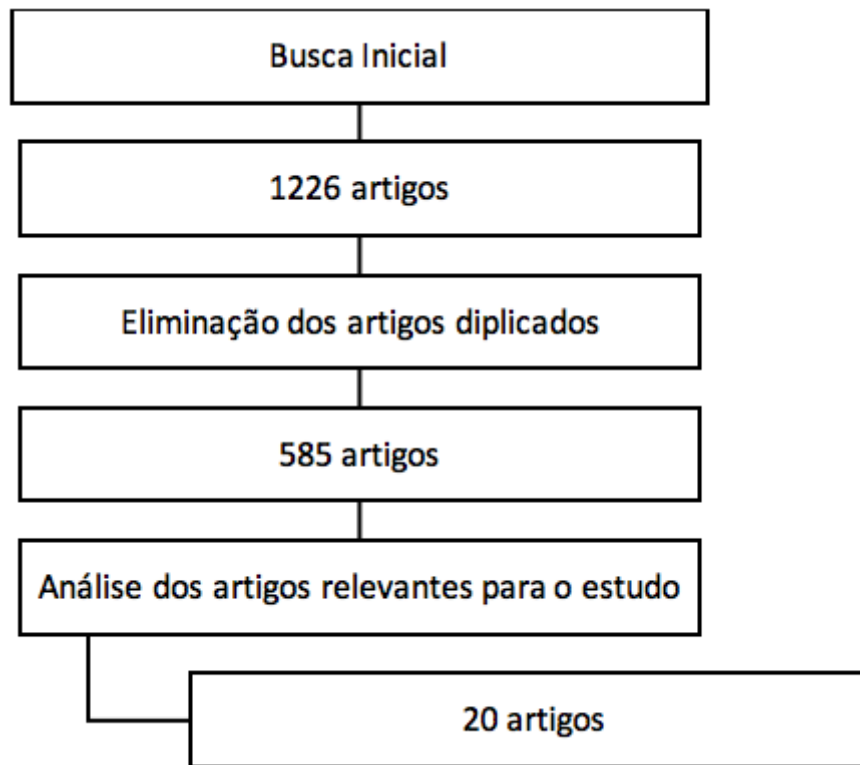 Busca Inicial
1226 artigos
Eliminação dos artigos diplicados
585 artigos
Análise dos artigos relevantes para o estudo
20 artigos